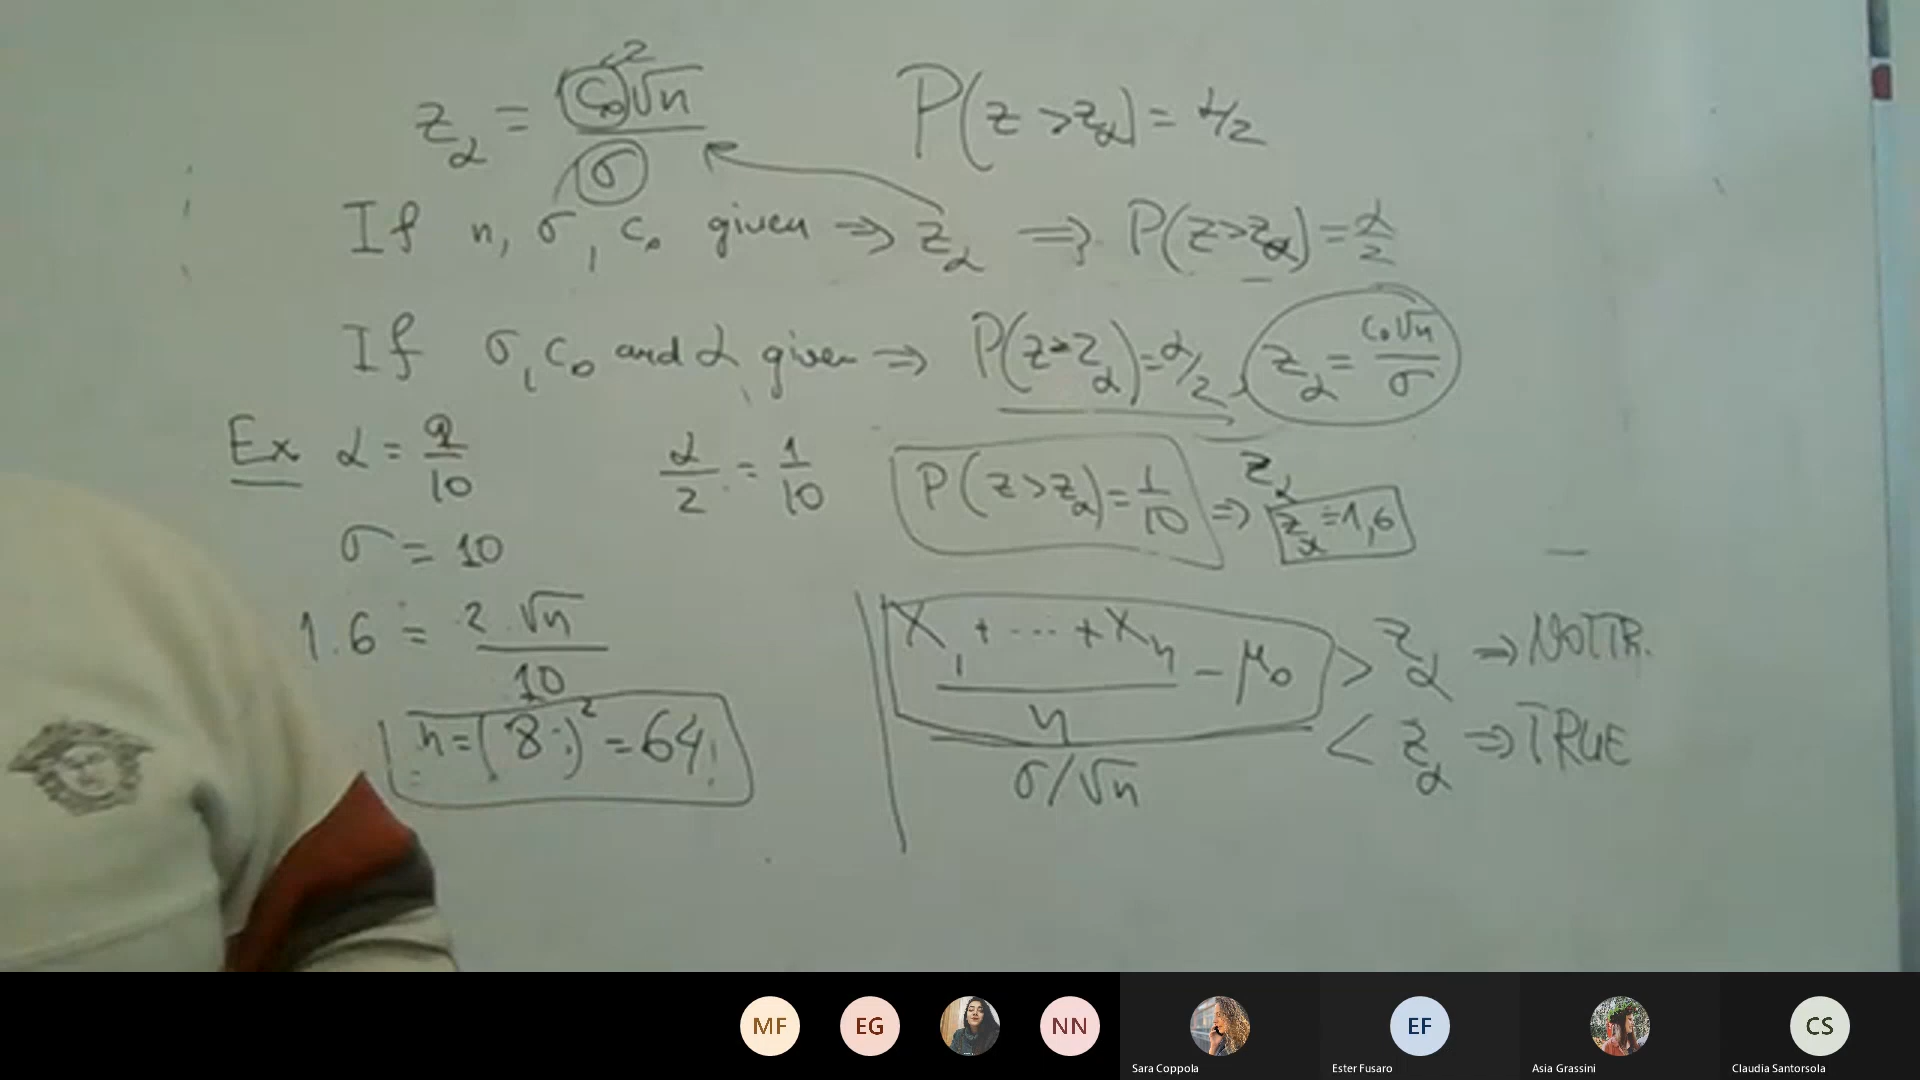 z_α = c₀²√n / σ    P(z > z_α) = α/2
If n, σ, c₀ given ⇒ z_α ⇒ P(z > z_α) = α/2
If σ, c₀ and α given ⇒ P(z > z_α) = α/2, z_α = c₀√n / σ
Ex α = 2/10    α/2 = 1/10    P(z > z_α) = 1/10 ⇒ z_α
z_α = 1,6
σ = 10
1.6 = 2·√n / 10
n = (8)² = 64
(X₁ + ··· + Xₙ)/n − μ₀ / σ/√n > z_α ⇒ NOT TR.
< z_α ⇒ TRUE
MF EG NN EF CS
Sara Coppola Ester Fusaro Asia Grassini Claudia Santorsola